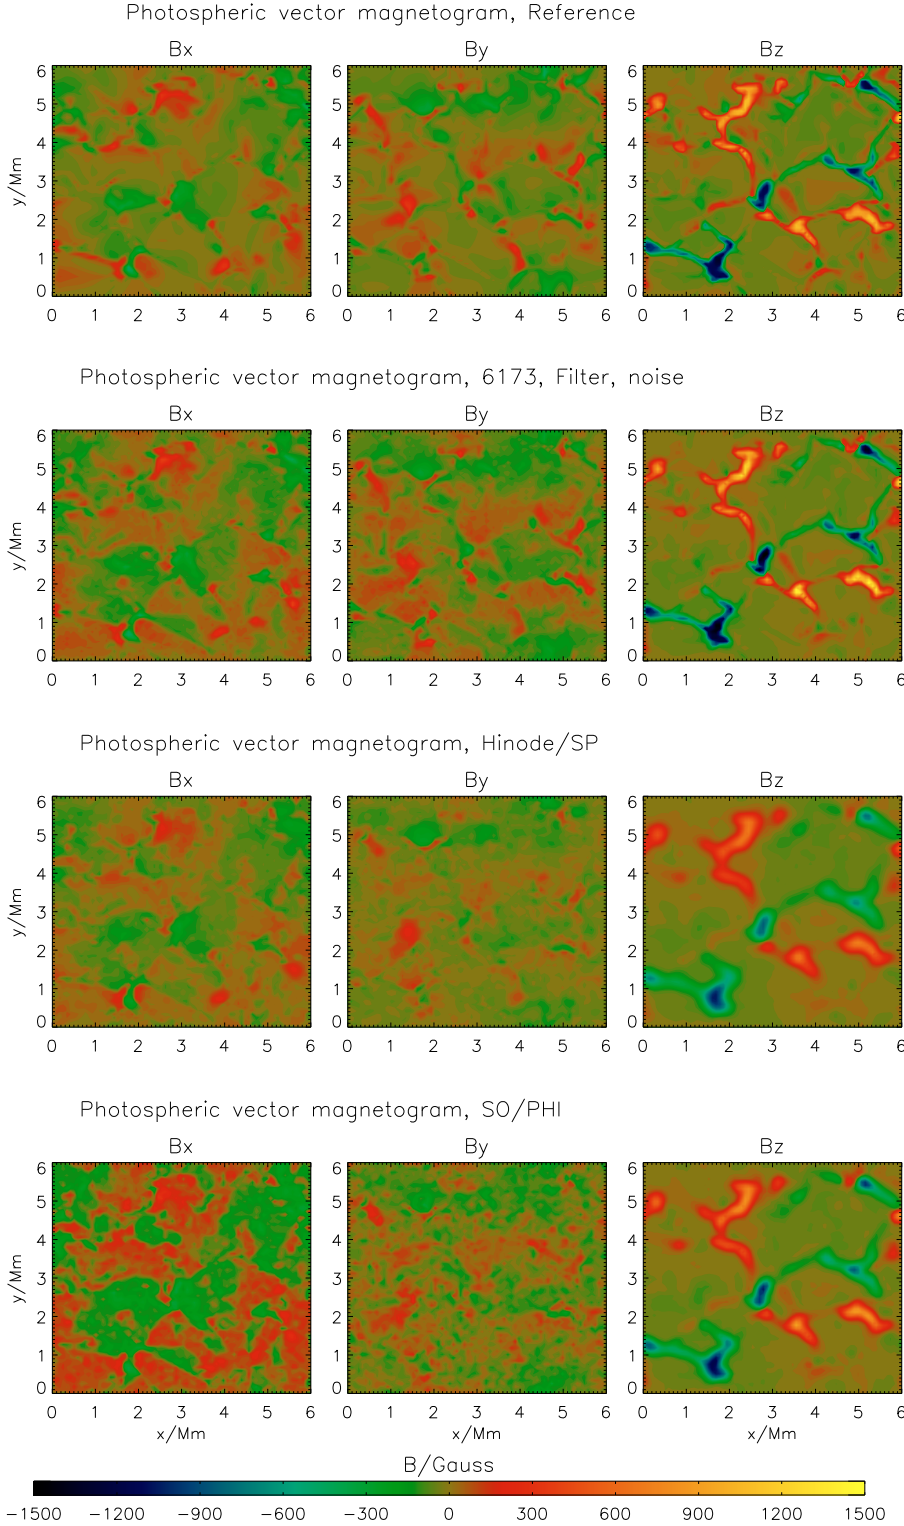 Photospheric vector magnetogram, Reference
Bx By Bz
y/Mm
6 5 4 3 2 1 0
0 1 2 3 4 5 6 0 1 2 3 4 5 6 0 1 2 3 4 5 6
Photospheric vector magnetogram, 6173, Filter, noise
Bx By Bz
y/Mm
6 5 4 3 2 1 0
0 1 2 3 4 5 6 0 1 2 3 4 5 6 0 1 2 3 4 5 6
Photospheric vector magnetogram, Hinode/SP
Bx By Bz
y/Mm
6 5 4 3 2 1 0
0 1 2 3 4 5 6 0 1 2 3 4 5 6 0 1 2 3 4 5 6
Photospheric vector magnetogram, SO/PHI
Bx By Bz
y/Mm
6 5 4 3 2 1 0
0 1 2 3 4 5 6 0 1 2 3 4 5 6 0 1 2 3 4 5 6
x/Mm x/Mm x/Mm
B/Gauss
−1500 −1200 −900 −600 −300 0 300 600 900 1200 1500